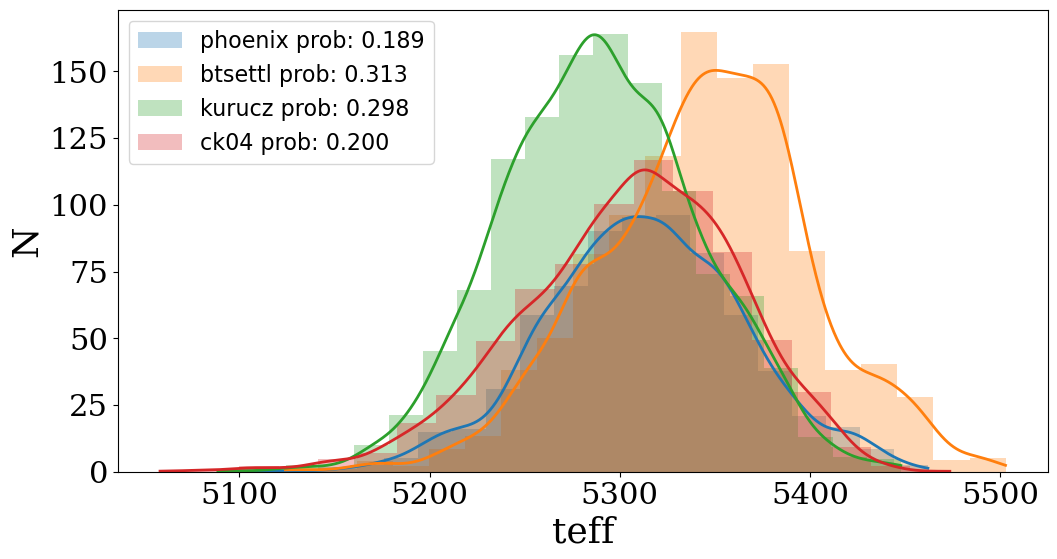 phoenix prob: 0.189
btsettl prob: 0.313
kurucz prob: 0.298
ck04 prob: 0.200
150
125
100
75
50
25
0
N
5100 5200 5300 5400 5500
teff